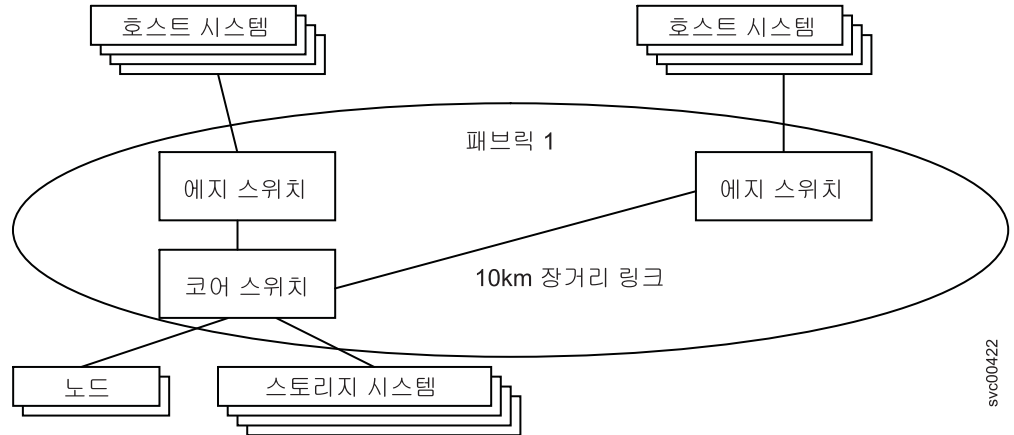 호스트 시스템
호스트 시스템
패브릭 1
에지 스위치
에지 스위치
코어 스위치
10km 장거리 링크
노드
스토리지 시스템
svc00422